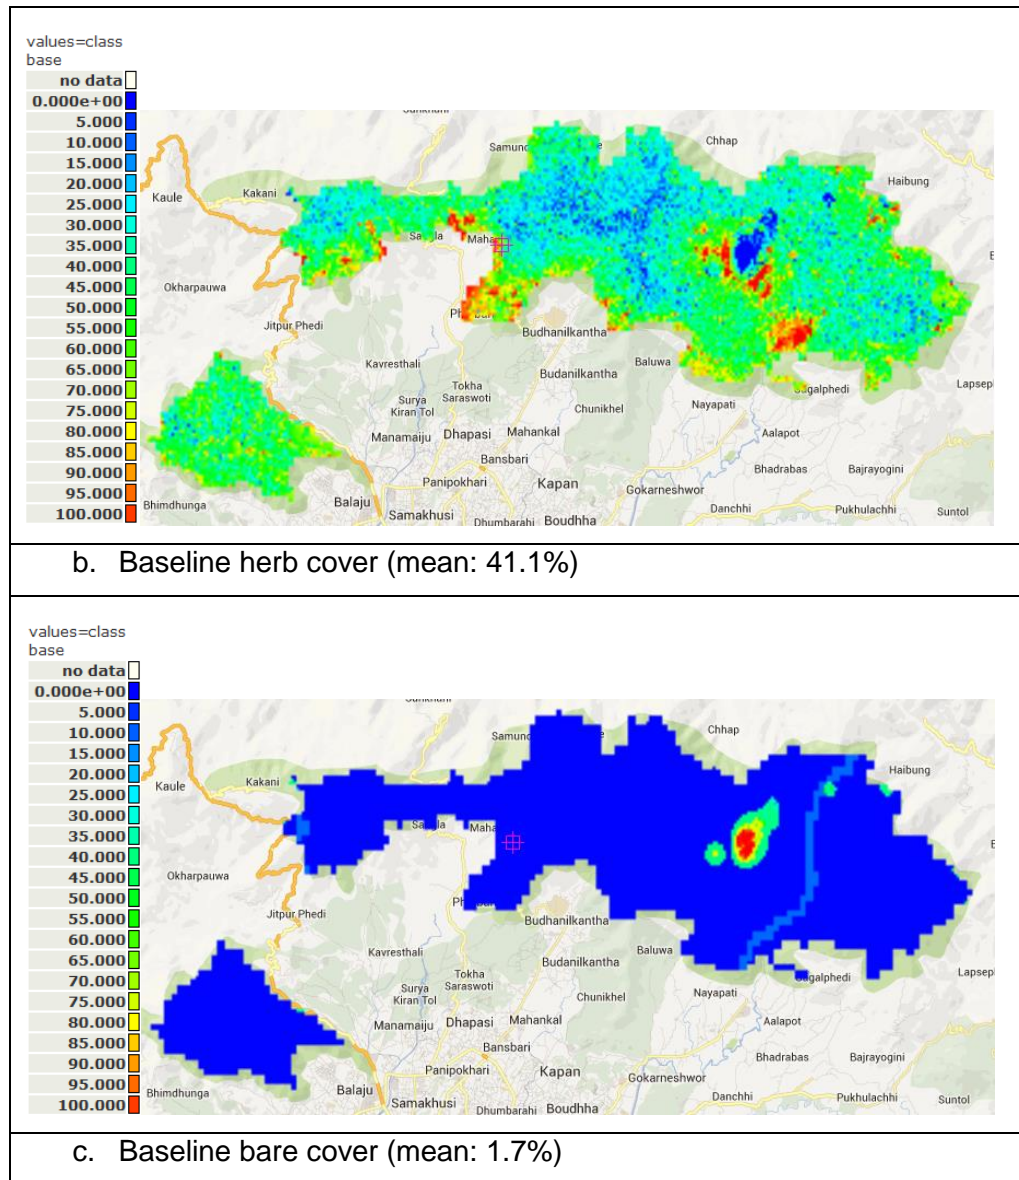 values=class
base
no data
0.000e+00
5.000
10.000
15.000
20.000
25.000
30.000
35.000
40.000
45.000
50.000
55.000
60.000
65.000
70.000
75.000
80.000
85.000
90.000
95.000
100.000
Chhap
Haibung
Kakani
Kaule
Okharpauwa
Jitpur Phedi
Budhanilkantha
Kavresthali
Budanilkantha
Baluwa
Tokha
Saraswoti
Surya
Kiran Tol
Chunikhel
Nayapati
Manamaiju
Dhapasi
Mahankal
Aalapot
Bansbari
Bhadrabas
Bajrayogini
Panipokhari
Kapan
Gokarneshwor
Bhimdhunga
Balaju
Samakhusi
Dhumbarahi
Boudhha
Danchhi
Pukhulachhi
Suntol
b. Baseline herb cover (mean: 41.1%)
values=class
base
no data
0.000e+00
5.000
10.000
15.000
20.000
25.000
30.000
35.000
40.000
45.000
50.000
55.000
60.000
65.000
70.000
75.000
80.000
85.000
90.000
95.000
100.000
Chhap
Haibung
Kakani
Kaule
Okharpauwa
Jitpur Phedi
Budhanilkantha
Kavresthali
Budanilkantha
Baluwa
Tokha
Saraswoti
Surya
Kiran Tol
Chunikhel
Nayapati
Manamaiju
Dhapasi
Mahankal
Aalapot
Bansbari
Bhadrabas
Bajrayogini
Panipokhari
Kapan
Gokarneshwor
Bhimdhunga
Balaju
Samakhusi
Dhumbarahi
Boudhha
Danchhi
Pukhulachhi
Suntol
c. Baseline bare cover (mean: 1.7%)